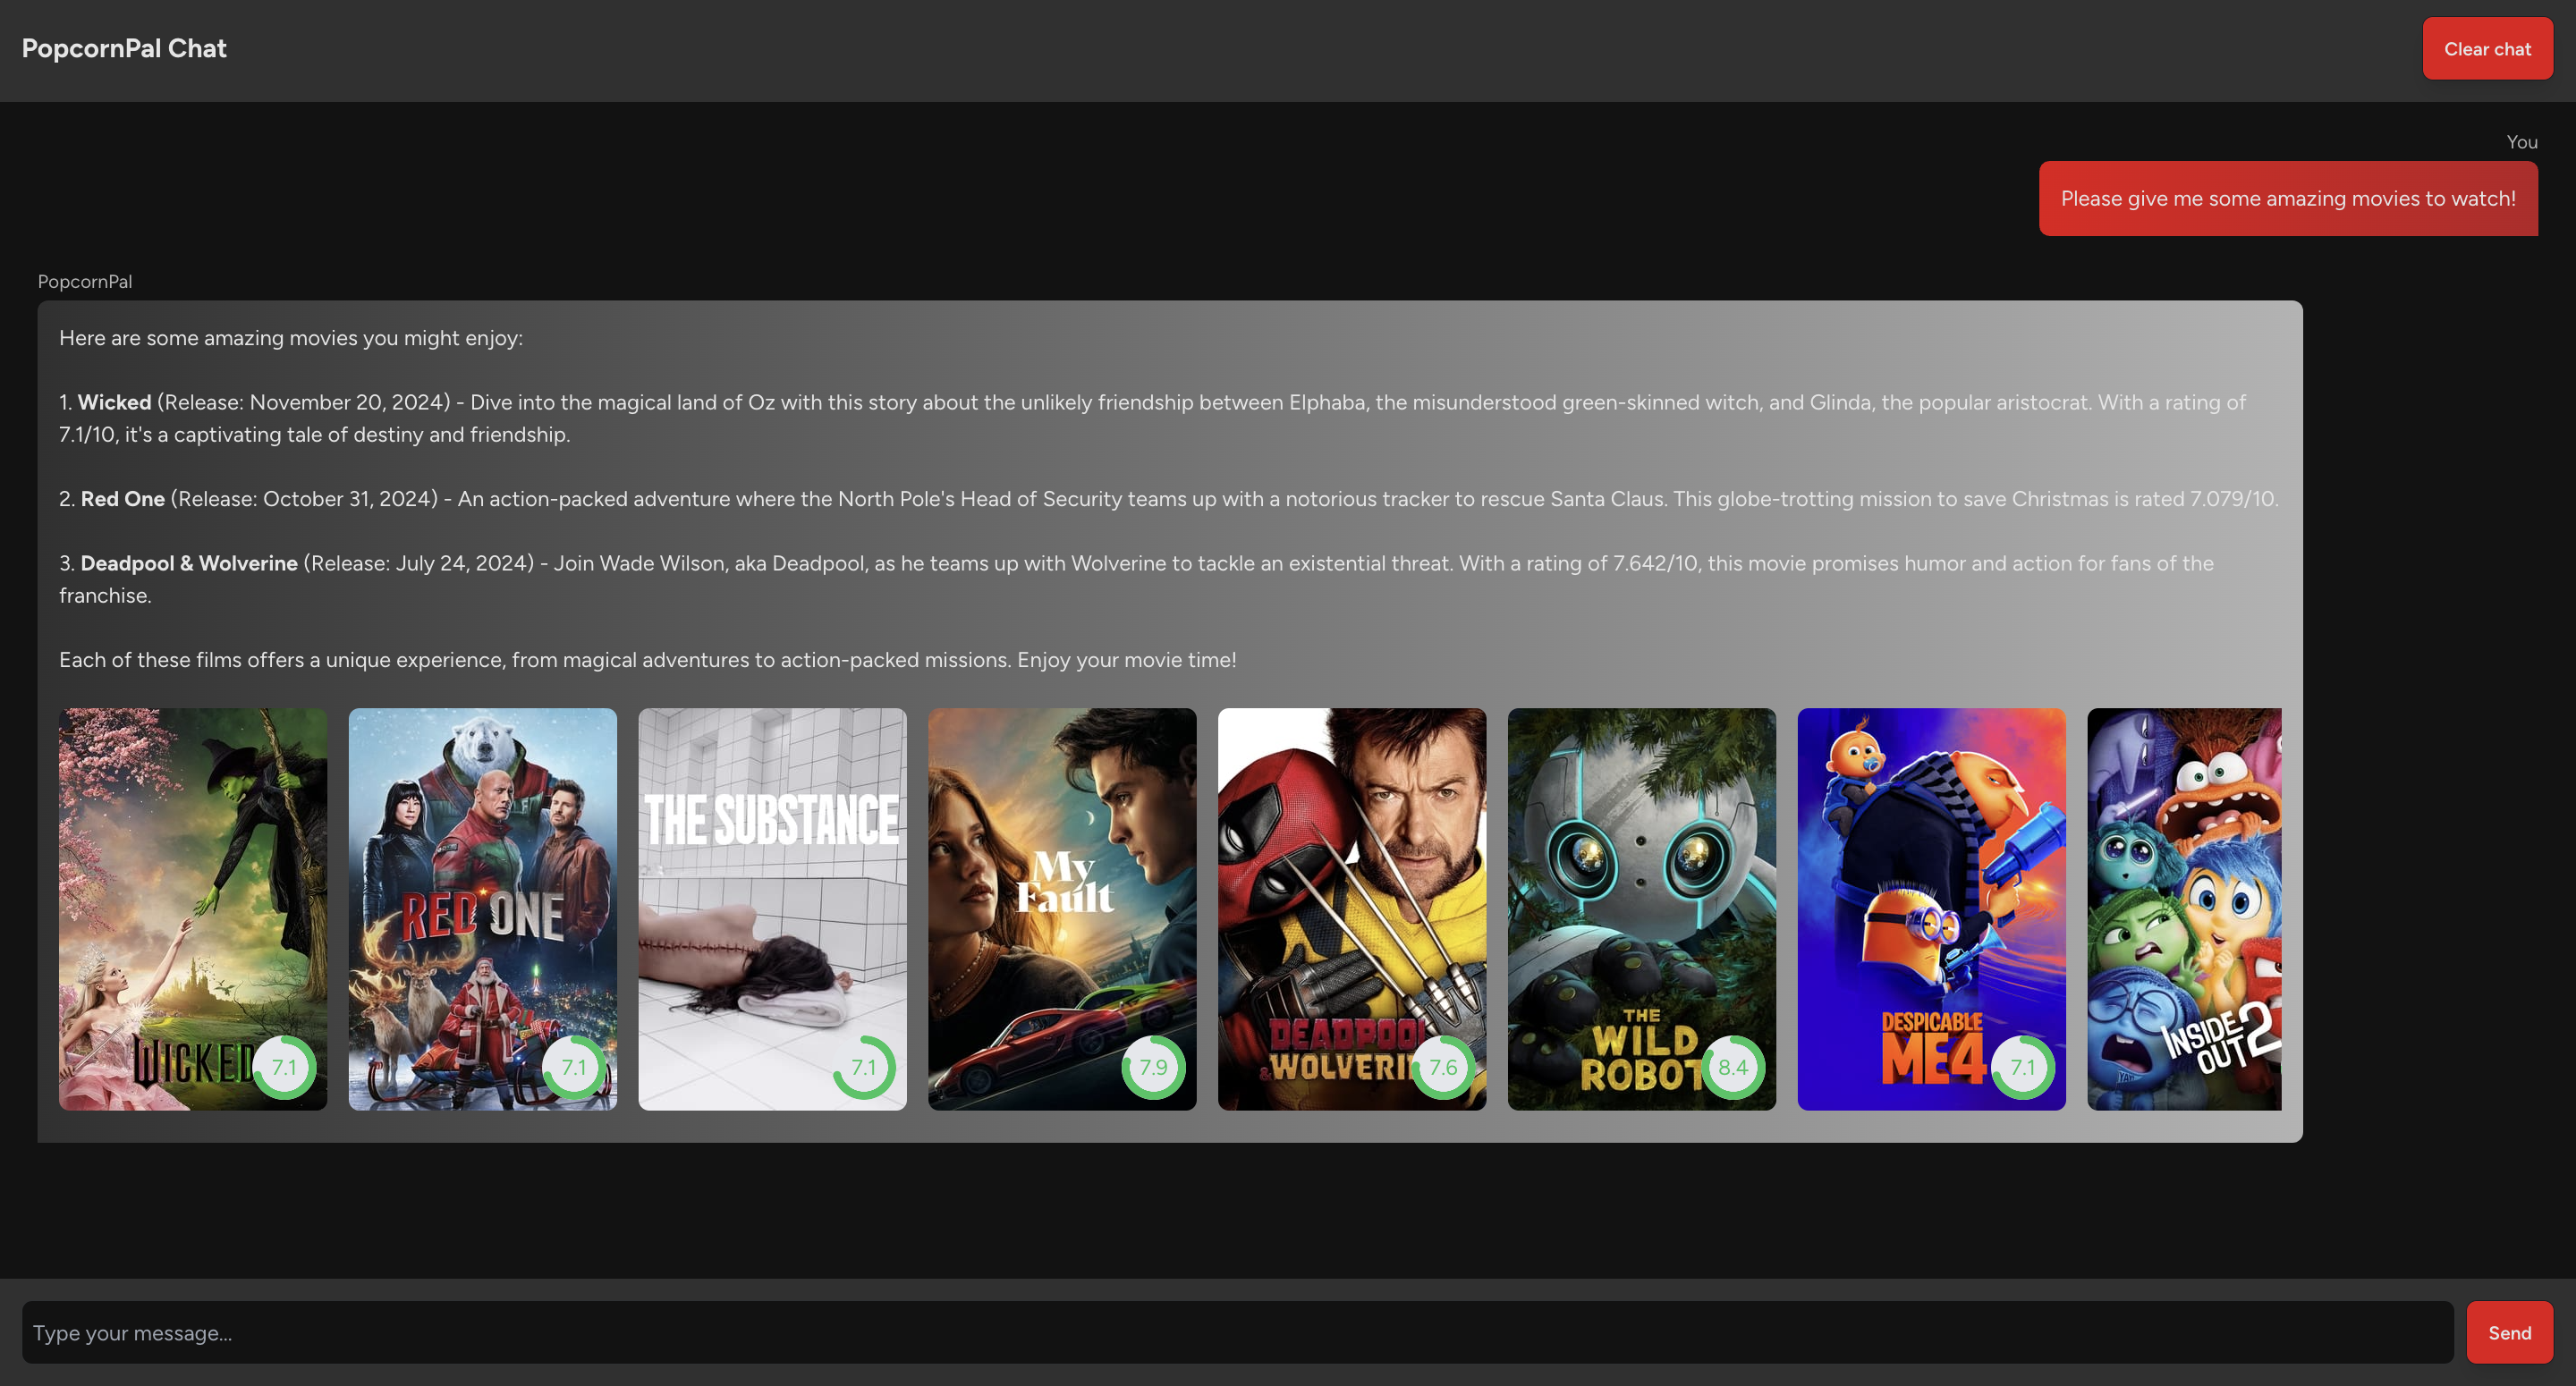 PopcornPal Chat
Clear chat
You
Please give me some amazing movies to watch!
PopcornPal
Here are some amazing movies you might enjoy:
1. Wicked (Release: November 20, 2024) - Dive into the magical land of Oz with this story about the unlikely friendship between Elphaba, the misunderstood green-skinned witch, and Glinda, the popular aristocrat. With a rating of
7.1/10, it's a captivating tale of destiny and friendship.
2. Red One (Release: October 31, 2024) - An action-packed adventure where the North Pole's Head of Security teams up with a notorious tracker to rescue Santa Claus. This globe-trotting mission to save Christmas is rated 7.079/10.
3. Deadpool & Wolverine (Release: July 24, 2024) - Join Wade Wilson, aka Deadpool, as he teams up with Wolverine to tackle an existential threat. With a rating of 7.642/10, this movie promises humor and action for fans of the
franchise.
Each of these films offers a unique experience, from magical adventures to action-packed missions. Enjoy your movie time!
WICKED
7.1
RED ONE
7.1
THE SUBSTANCE
7.1
My
Fault
7.9
DEADPOOL
& WOLVERI
7.6
THE
WILD
ROBOT
8.4
DESPICABLE
ME4
7.1
INSIDE
OUT 2
Type your message...
Send